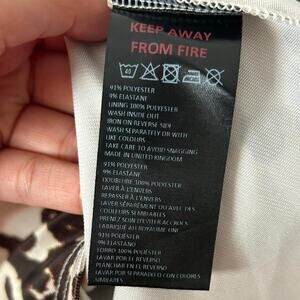 KEEP AWAY
FROM FIRE
40
91% POLYESTER
9% ELASTANE
LINING 100% POLYESTER
WASH INSIDE OUT
IRON ON REVERSE SIDE
WASH SEPARATELY OR WITH
LIKE COLOURS
TAKE CARE TO AVOID SNAGGING
MADE IN UNITED KINGDOM
91% POLYESTER
9% ELASTANE
DOUBLURE 100% POLYESTER
LAVER À L'ENVERS
REPASSER À L'ENVERS
LAVER SÉPARÉMENT OU AVEC DES
COULEURS SEMBLABLES
PRENEZ SOIN D'ÉVITER ACCROCS
FABRIQUÉ AU ROYAUME UNI
91% POLIÉSTER
9% ELASTANO
FORRO 100% POLIÉSTER
LAVAR POR EL REVERSO
PLANCHAR EN EL REVERSO
LAVAR POR SEPARADO O CON COLORES
SIMILARES